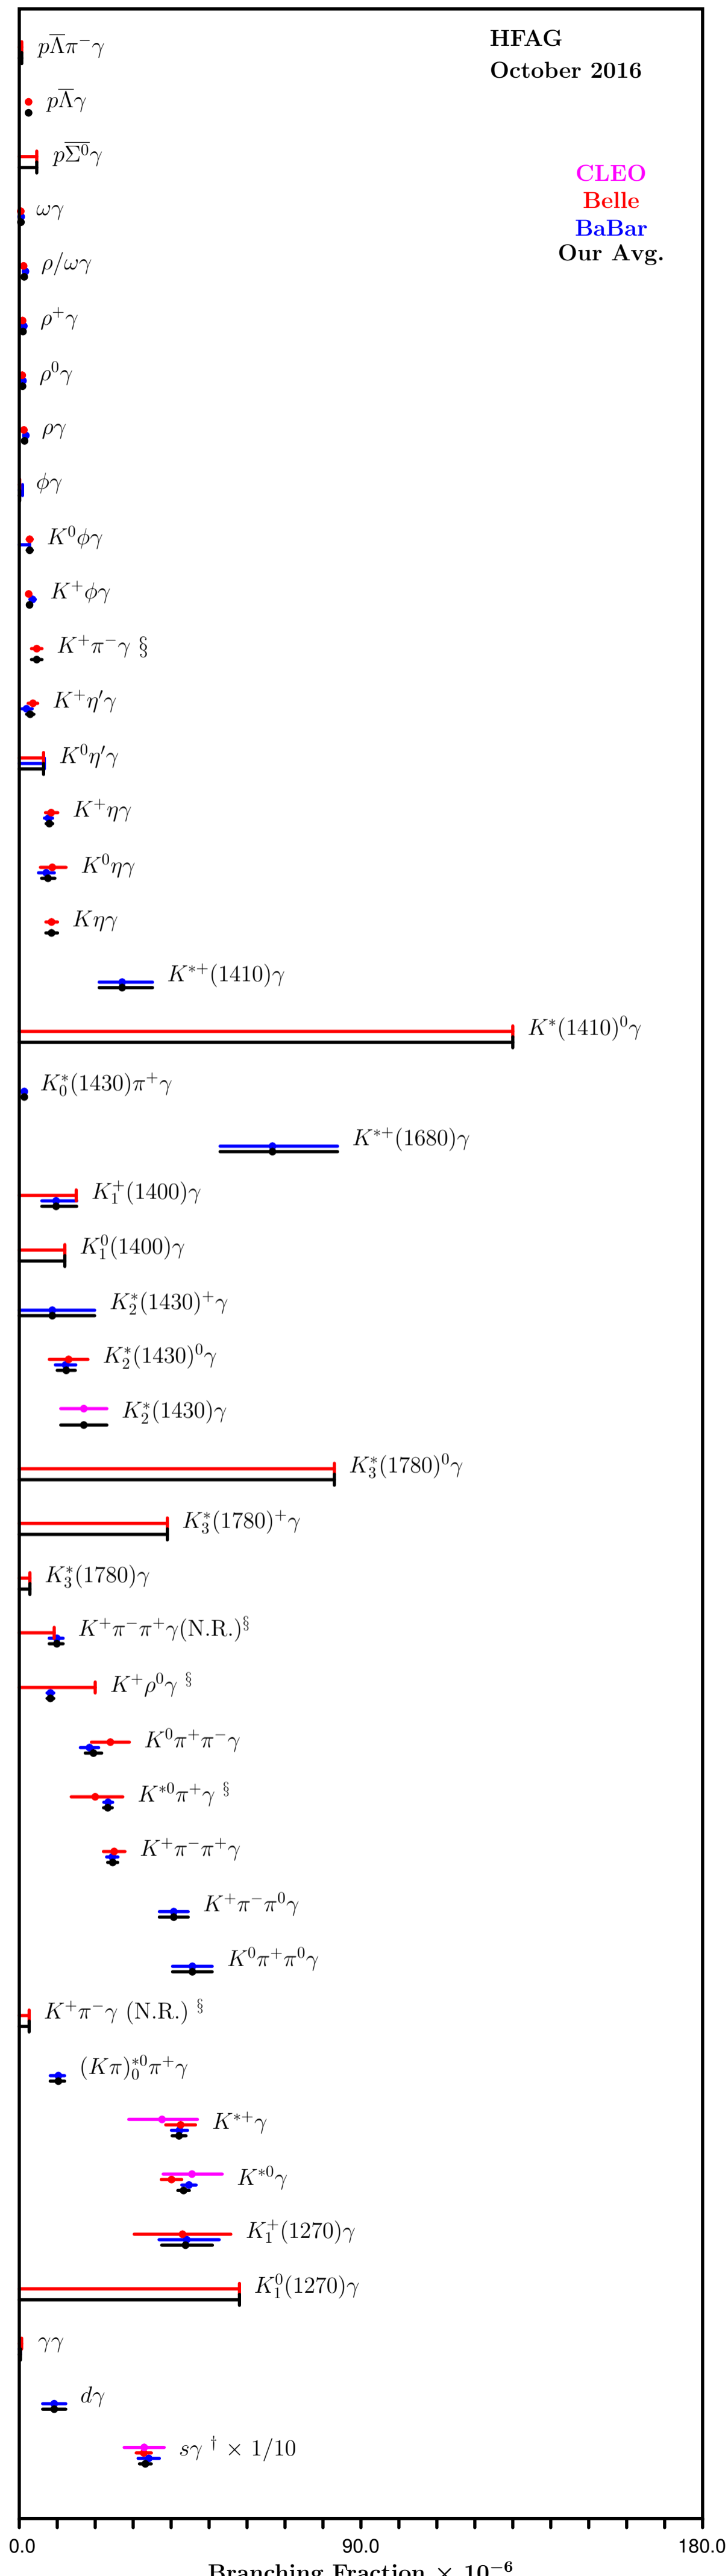 HFAG
October 2016
CLEO
Belle
BaBar
Our Avg.
pΛ̅π⁻γ
pΛ̅γ
pΣ̅⁰γ
ωγ
ρ/ωγ
ρ⁺γ
ρ⁰γ
ργ
φγ
K⁰φγ
K⁺φγ
K⁺π⁻γ §
K⁺η′γ
K⁰η′γ
K⁺ηγ
K⁰ηγ
Kηγ
K*⁺(1410)γ
K*(1410)⁰γ
K₀*(1430)π⁺γ
K*⁺(1680)γ
K₁⁺(1400)γ
K₁⁰(1400)γ
K₂*(1430)⁺γ
K₂*(1430)⁰γ
K₂*(1430)γ
K₃*(1780)⁰γ
K₃*(1780)⁺γ
K₃*(1780)γ
K⁺π⁻π⁺γ(N.R.)§
K⁺ρ⁰γ §
K⁰π⁺π⁻γ
K*⁰π⁺γ §
K⁺π⁻π⁺γ
K⁺π⁻π⁰γ
K⁰π⁺π⁰γ
K⁺π⁻γ (N.R.) §
(Kπ)₀*⁰π⁺γ
K*⁺γ
K*⁰γ
K₁⁺(1270)γ
K₁⁰(1270)γ
γγ
dγ
sγ † × 1/10
0.0 90.0 180.0
Branching Fraction × 10⁻⁶